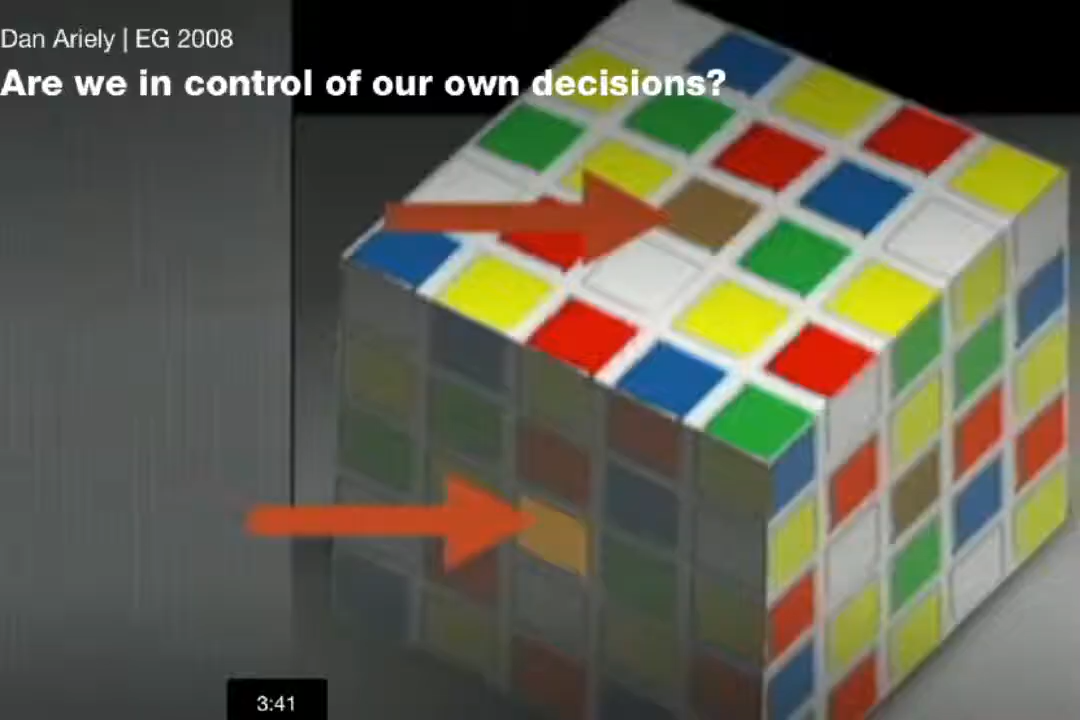 Dan Ariely | EG 2008
Are we in control of our own decisions?
3:41